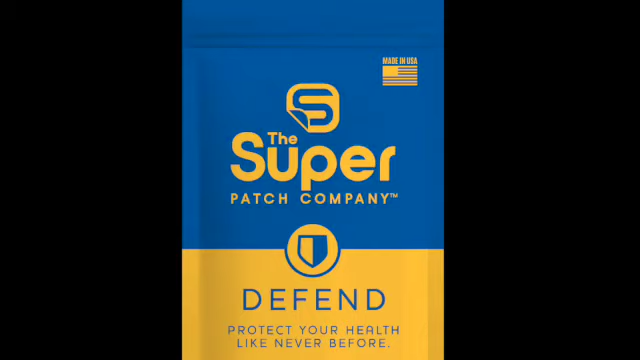 MADE IN USA
The
Super
PATCH COMPANY™
DEFEND
PROTECT YOUR HEALTH
LIKE NEVER BEFORE.